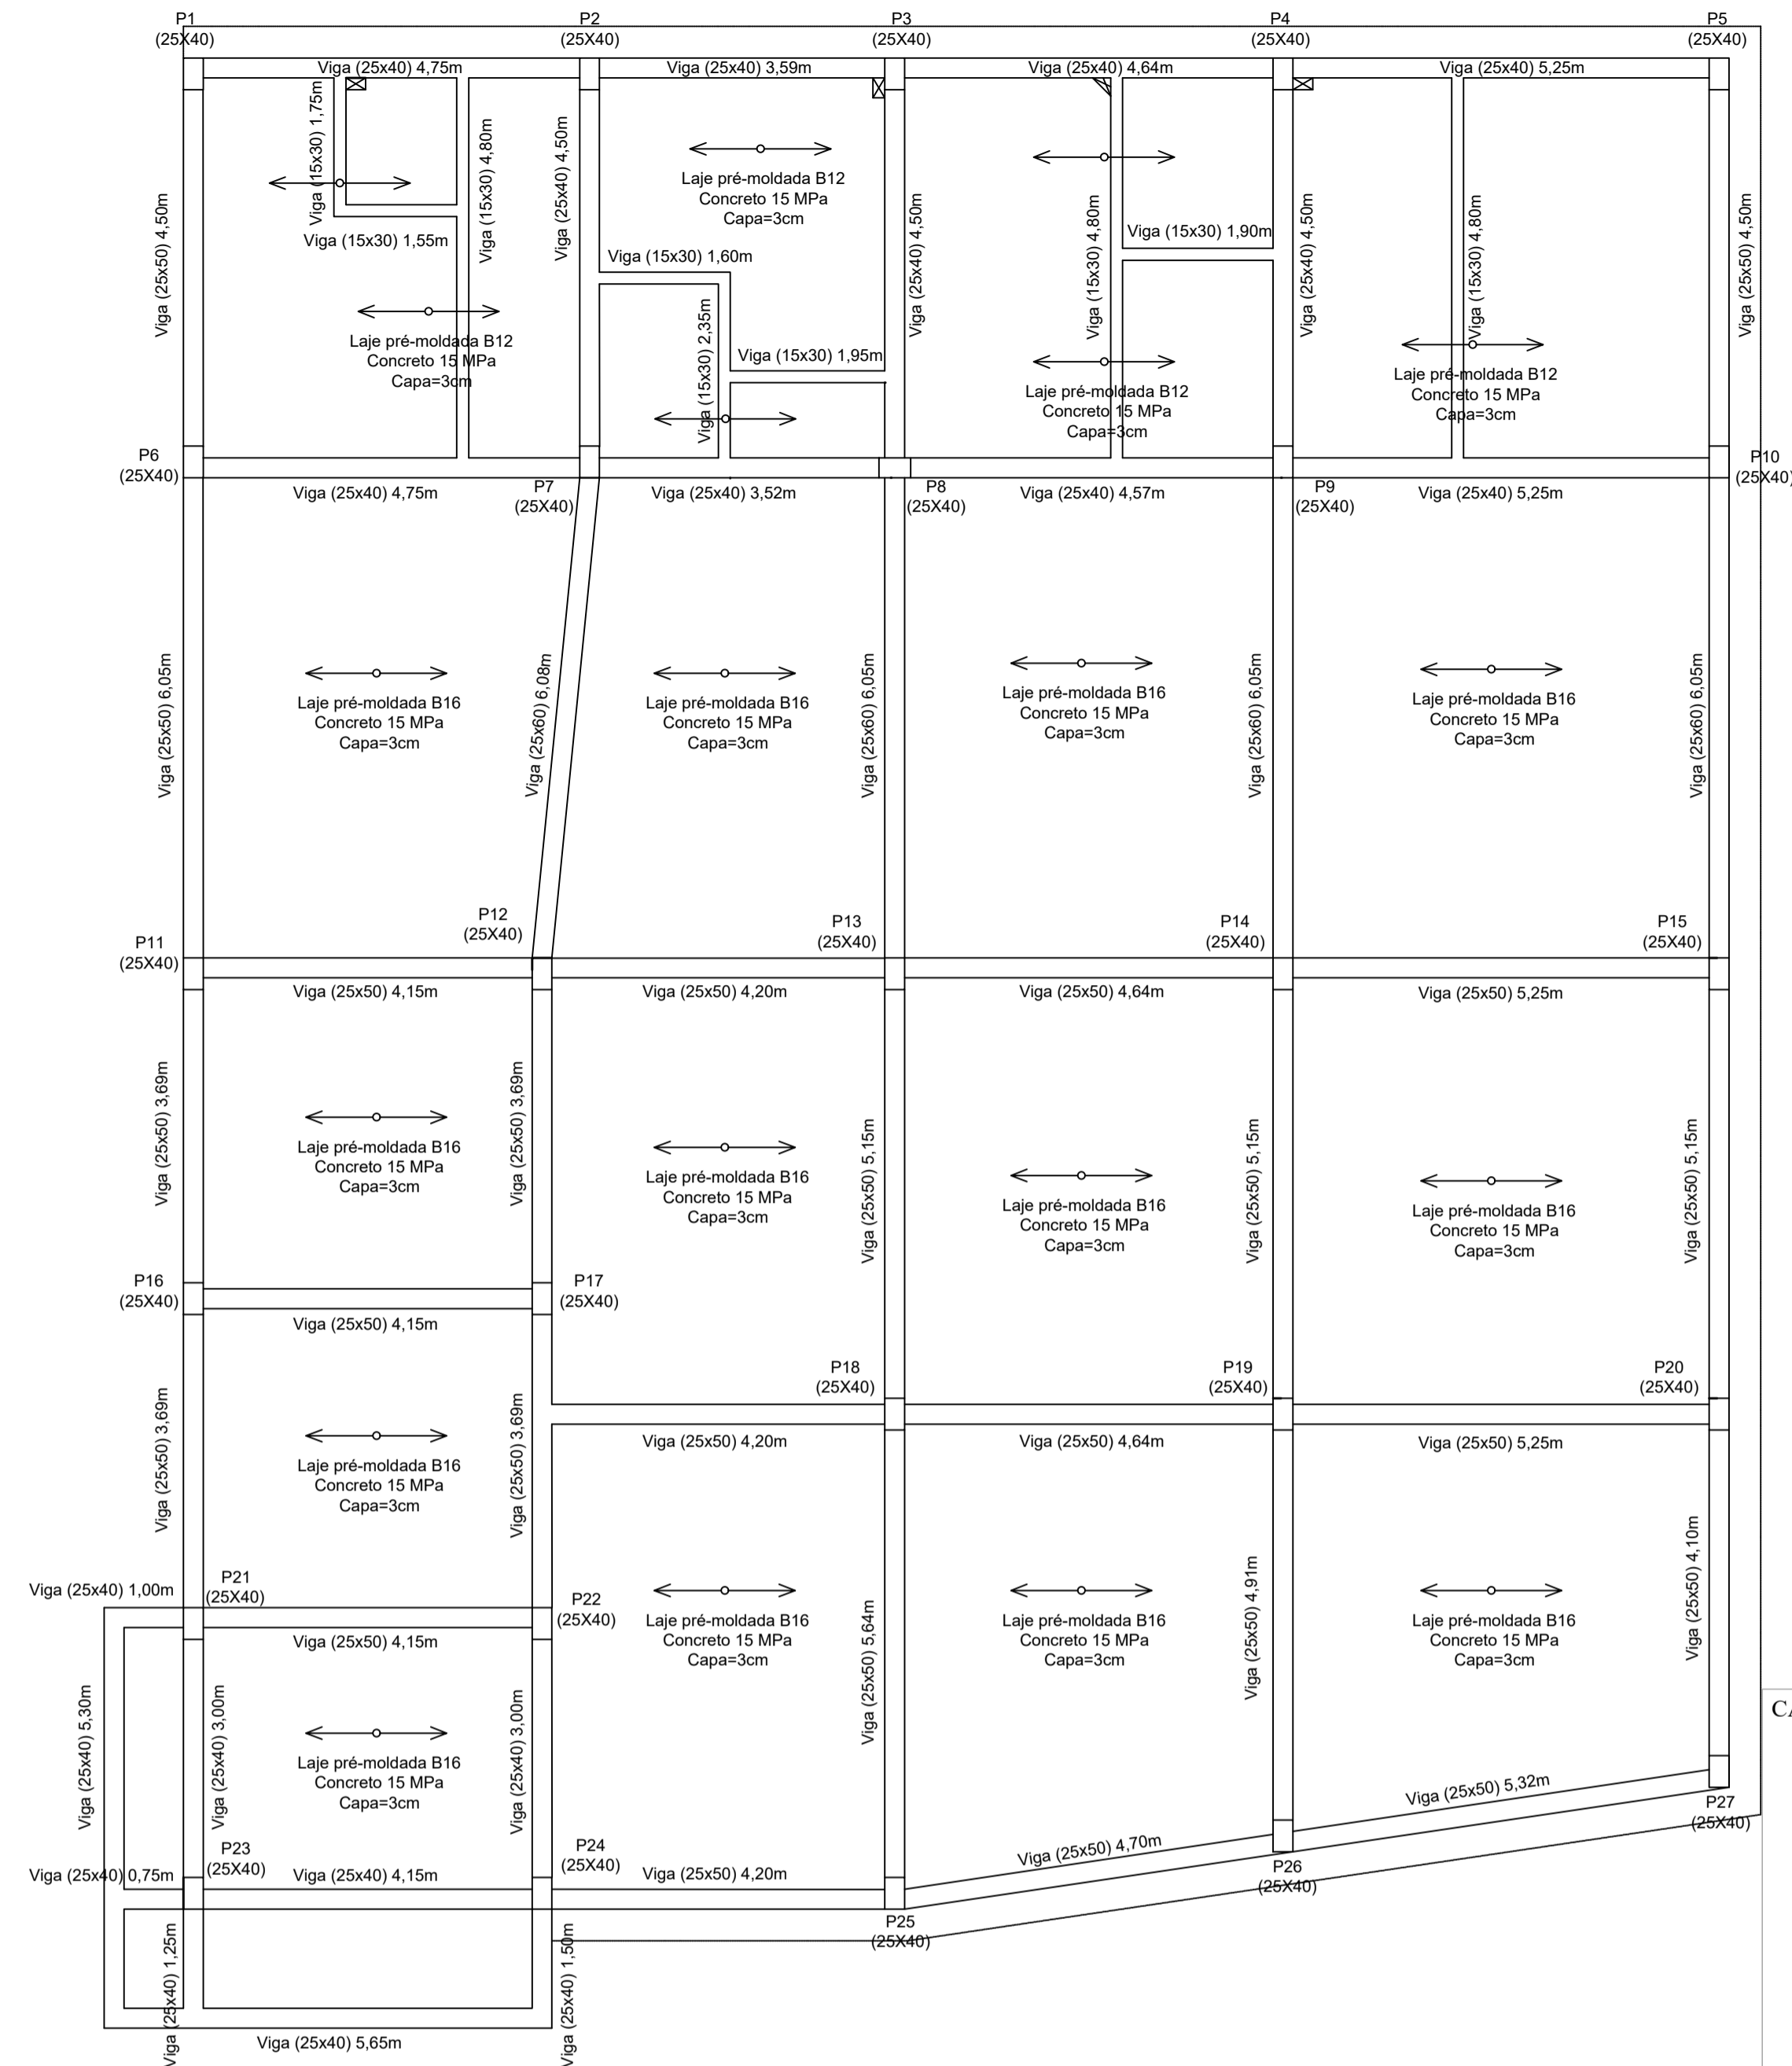 P1
(25X40)
P2
(25X40)
P3
(25X40)
P4
(25X40)
P5
(25X40)
Viga (25x40) 4,75m
Viga (25x40) 3,59m
Viga (25x40) 4,64m
Viga (25x40) 5,25m
Viga (25x50) 4,50m
Viga (15x30) 1,75m
Viga (15x30) 4,80m
Viga (25x40) 4,50m
Viga (25x40) 4,50m
Viga (15x30) 4,80m
Viga (25x40) 4,50m
Viga (15x30) 4,80m
Viga (25x50) 4,50m
Laje pré-moldada B12
Concreto 15 MPa
Capa=3cm
Viga (15x30) 1,55m
Viga (15x30) 1,60m
Viga (15x30) 1,90m
Viga (15x30) 2,35m
Viga (15x30) 1,95m
Laje pré-moldada B12
Concreto 15 MPa
Capa=3cm
Laje pré-moldada B12
Concreto 15 MPa
Capa=3cm
Laje pré-moldada B12
Concreto 15 MPa
Capa=3cm
P6
(25X40)
P7
(25X40)
P8
(25X40)
P9
(25X40)
P10
(25X40)
Viga (25x40) 4,75m
Viga (25x40) 3,52m
Viga (25x40) 4,57m
Viga (25x40) 5,25m
Viga (25x50) 6,05m
Viga (25x60) 6,08m
Viga (25x60) 6,05m
Viga (25x60) 6,05m
Viga (25x60) 6,05m
Laje pré-moldada B16
Concreto 15 MPa
Capa=3cm
Laje pré-moldada B16
Concreto 15 MPa
Capa=3cm
Laje pré-moldada B16
Concreto 15 MPa
Capa=3cm
Laje pré-moldada B16
Concreto 15 MPa
Capa=3cm
P11
(25X40)
P12
(25X40)
P13
(25X40)
P14
(25X40)
P15
(25X40)
Viga (25x50) 4,15m
Viga (25x50) 4,20m
Viga (25x50) 4,64m
Viga (25x50) 5,25m
Viga (25x50) 3,69m
Viga (25x50) 3,69m
Viga (25x50) 5,15m
Viga (25x50) 5,15m
Viga (25x50) 5,15m
Laje pré-moldada B16
Concreto 15 MPa
Capa=3cm
Laje pré-moldada B16
Concreto 15 MPa
Capa=3cm
Laje pré-moldada B16
Concreto 15 MPa
Capa=3cm
Laje pré-moldada B16
Concreto 15 MPa
Capa=3cm
P16
(25X40)
P17
(25X40)
Viga (25x50) 4,15m
P18
(25X40)
P19
(25X40)
P20
(25X40)
Viga (25x50) 4,20m
Viga (25x50) 4,64m
Viga (25x50) 5,25m
Viga (25x50) 3,69m
Viga (25x50) 3,69m
Laje pré-moldada B16
Concreto 15 MPa
Capa=3cm
Viga (25x40) 1,00m
P21
(25X40)
P22
(25X40)
Viga (25x50) 4,15m
Laje pré-moldada B16
Concreto 15 MPa
Capa=3cm
Laje pré-moldada B16
Concreto 15 MPa
Capa=3cm
Laje pré-moldada B16
Concreto 15 MPa
Capa=3cm
Viga (25x50) 5,64m
Viga (25x50) 4,91m
Viga (25x50) 4,10m
Viga (25x40) 5,30m
Viga (25x40) 3,00m
Viga (25x40) 3,00m
Laje pré-moldada B16
Concreto 15 MPa
Capa=3cm
CA
Viga (25x50) 5,32m
P27
(25X40)
Viga (25x50) 4,70m
P26
(25X40)
Viga (25x40) 0,75m
P23
(25X40)
Viga (25x40) 4,15m
P24
(25X40)
Viga (25x50) 4,20m
P25
(25X40)
Viga (25x40) 1,25m
Viga (25x40) 1,50m
Viga (25x40) 5,65m